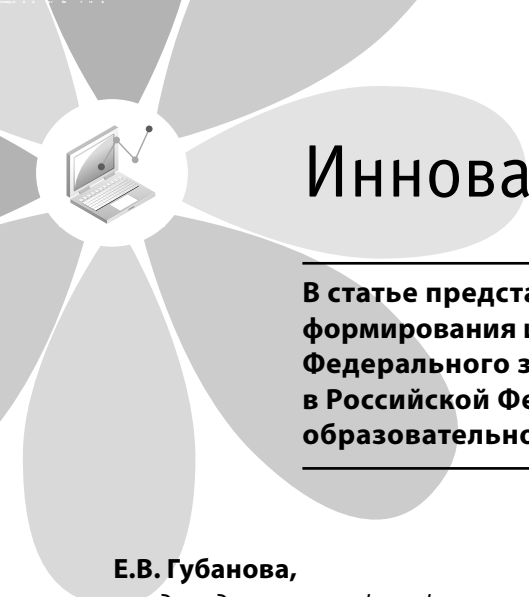 Иннова
В статье предста
формирования и
Федерального з
в Российской Фе
образовательно
Е.В. Губанова,